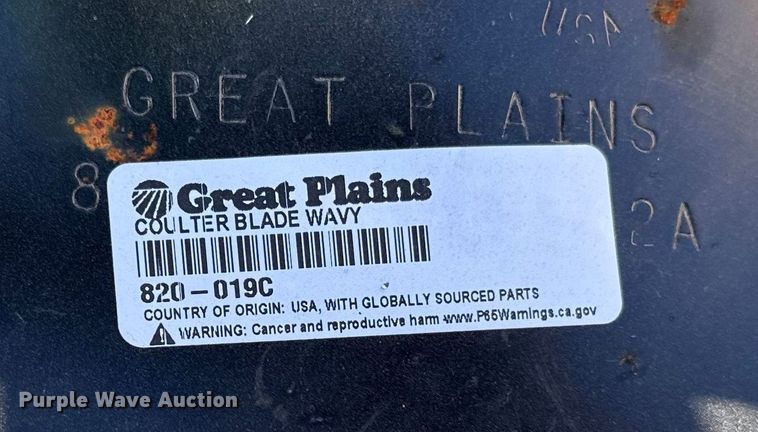 USA
GREAT PLAINS
8
2A
Great Plains
COULTER BLADE WAVY
820-019C
COUNTRY OF ORIGIN: USA, WITH GLOBALLY SOURCED PARTS
WARNING: Cancer and reproductive harm www.P65Warnings.ca.gov
Purple Wave Auction